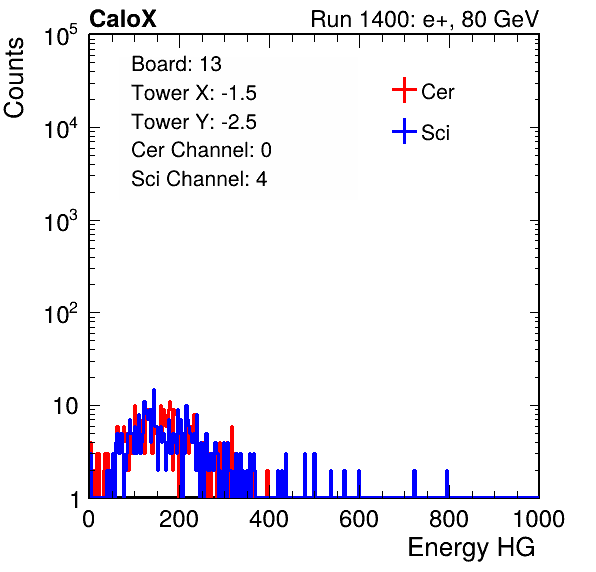 CaloX Run 1400: e+, 80 GeV
Board: 13
Tower X: -1.5
Tower Y: -2.5
Cer Channel: 0
Sci Channel: 4
Cer
Sci
Counts
10^5
10^4
10^3
10^2
10
1
0 200 400 600 800 1000
Energy HG